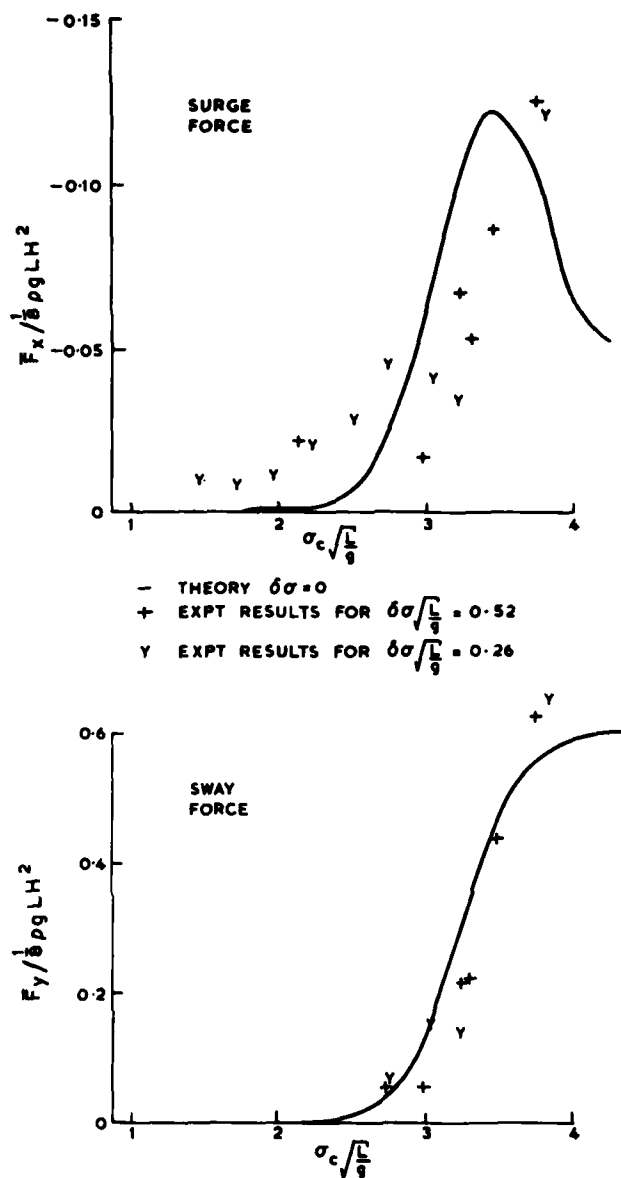 -0·15
SURGE
FORCE
-0·10
-0·05
0
F̅x/⅛ρgLH²
1 2 3 4
σc√L/g
— THEORY δσ=0
+ EXPT RESULTS FOR δσ√L/g = 0·52
Y EXPT RESULTS FOR δσ√L/g = 0·26
0·6
SWAY
FORCE
0·4
0·2
0
F̅y/⅛ρgLH²
1 2 3 4
σc√L/g